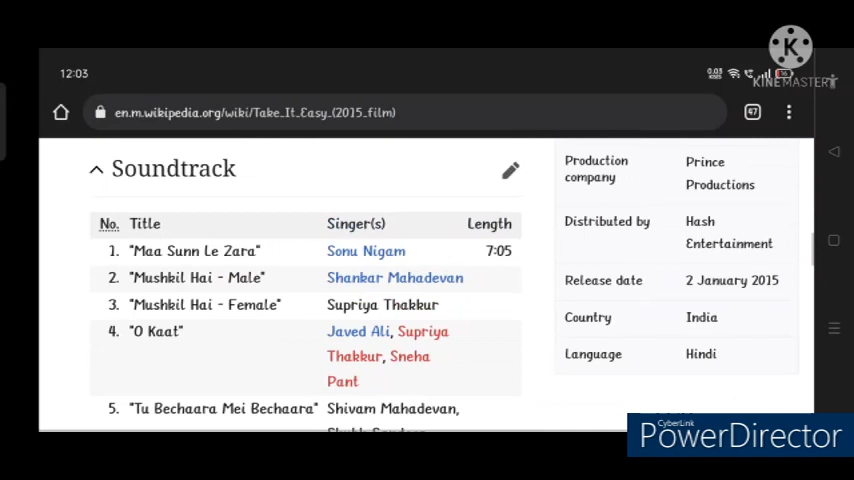 K
KINEMASTER
12:03
0.03
en.m.wikipedia.org/wiki/Take_It_Easy_(2015_film)
47
Soundtrack
No. Title Singer(s) Length
1. "Maa Sunn Le Zara" Sonu Nigam 7:05
2. "Mushkil Hai - Male" Shankar Mahadevan
3. "Mushkil Hai - Female" Supriya Thakkur
4. "O Kaat" Javed Ali, Supriya
Thakkur, Sneha
Pant
5. "Tu Bechaara Mei Bechaara" Shivam Mahadevan,
Production
company
Prince
Productions
Distributed by
Hash
Entertainment
Release date 2 January 2015
Country India
Language Hindi
CyberLink
PowerDirector